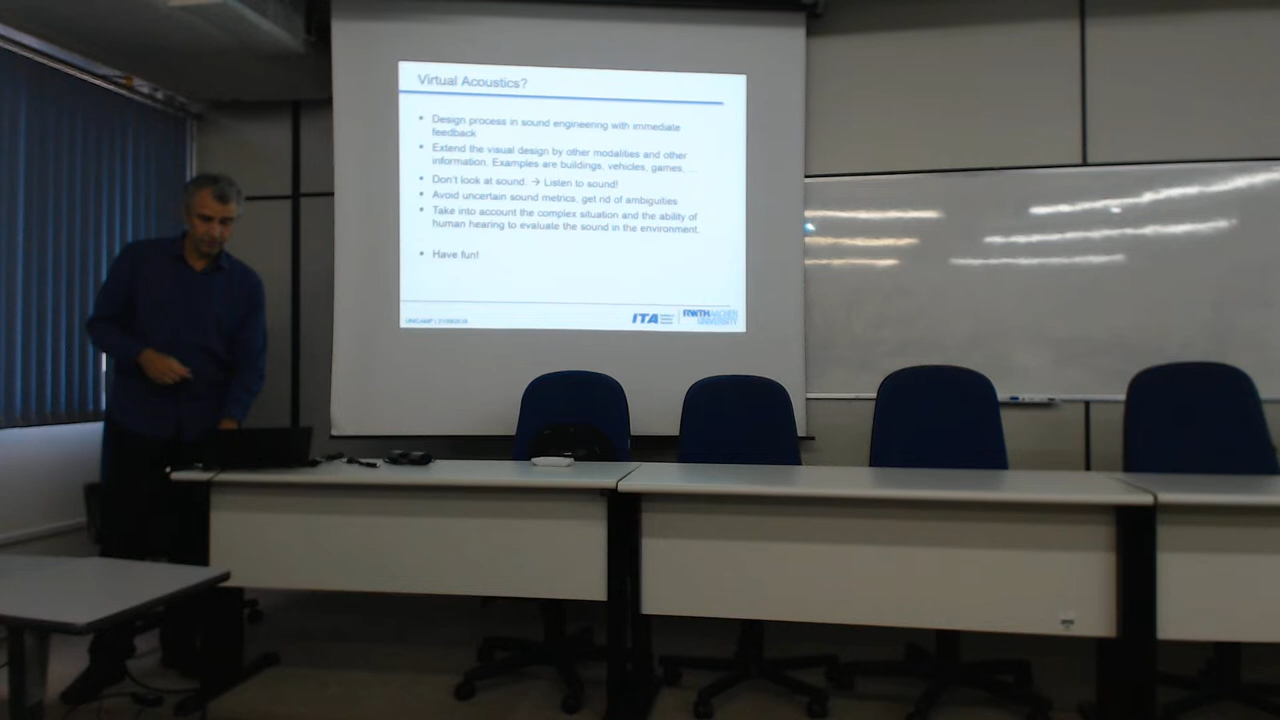 Virtual Acoustics?
• Design process in sound engineering with immediate
feedback
• Extend the visual design by other modalities and other
information. Examples are buildings, vehicles, games, ...
• Don't look at sound. → Listen to sound!
• Avoid uncertain sound metrics, get rid of ambiguities
• Take into account the complex situation and the ability of
human hearing to evaluate the sound in the environment.
• Have fun!
UNICAMP |
ITA
RWTHAACHEN
UNIVERSITY